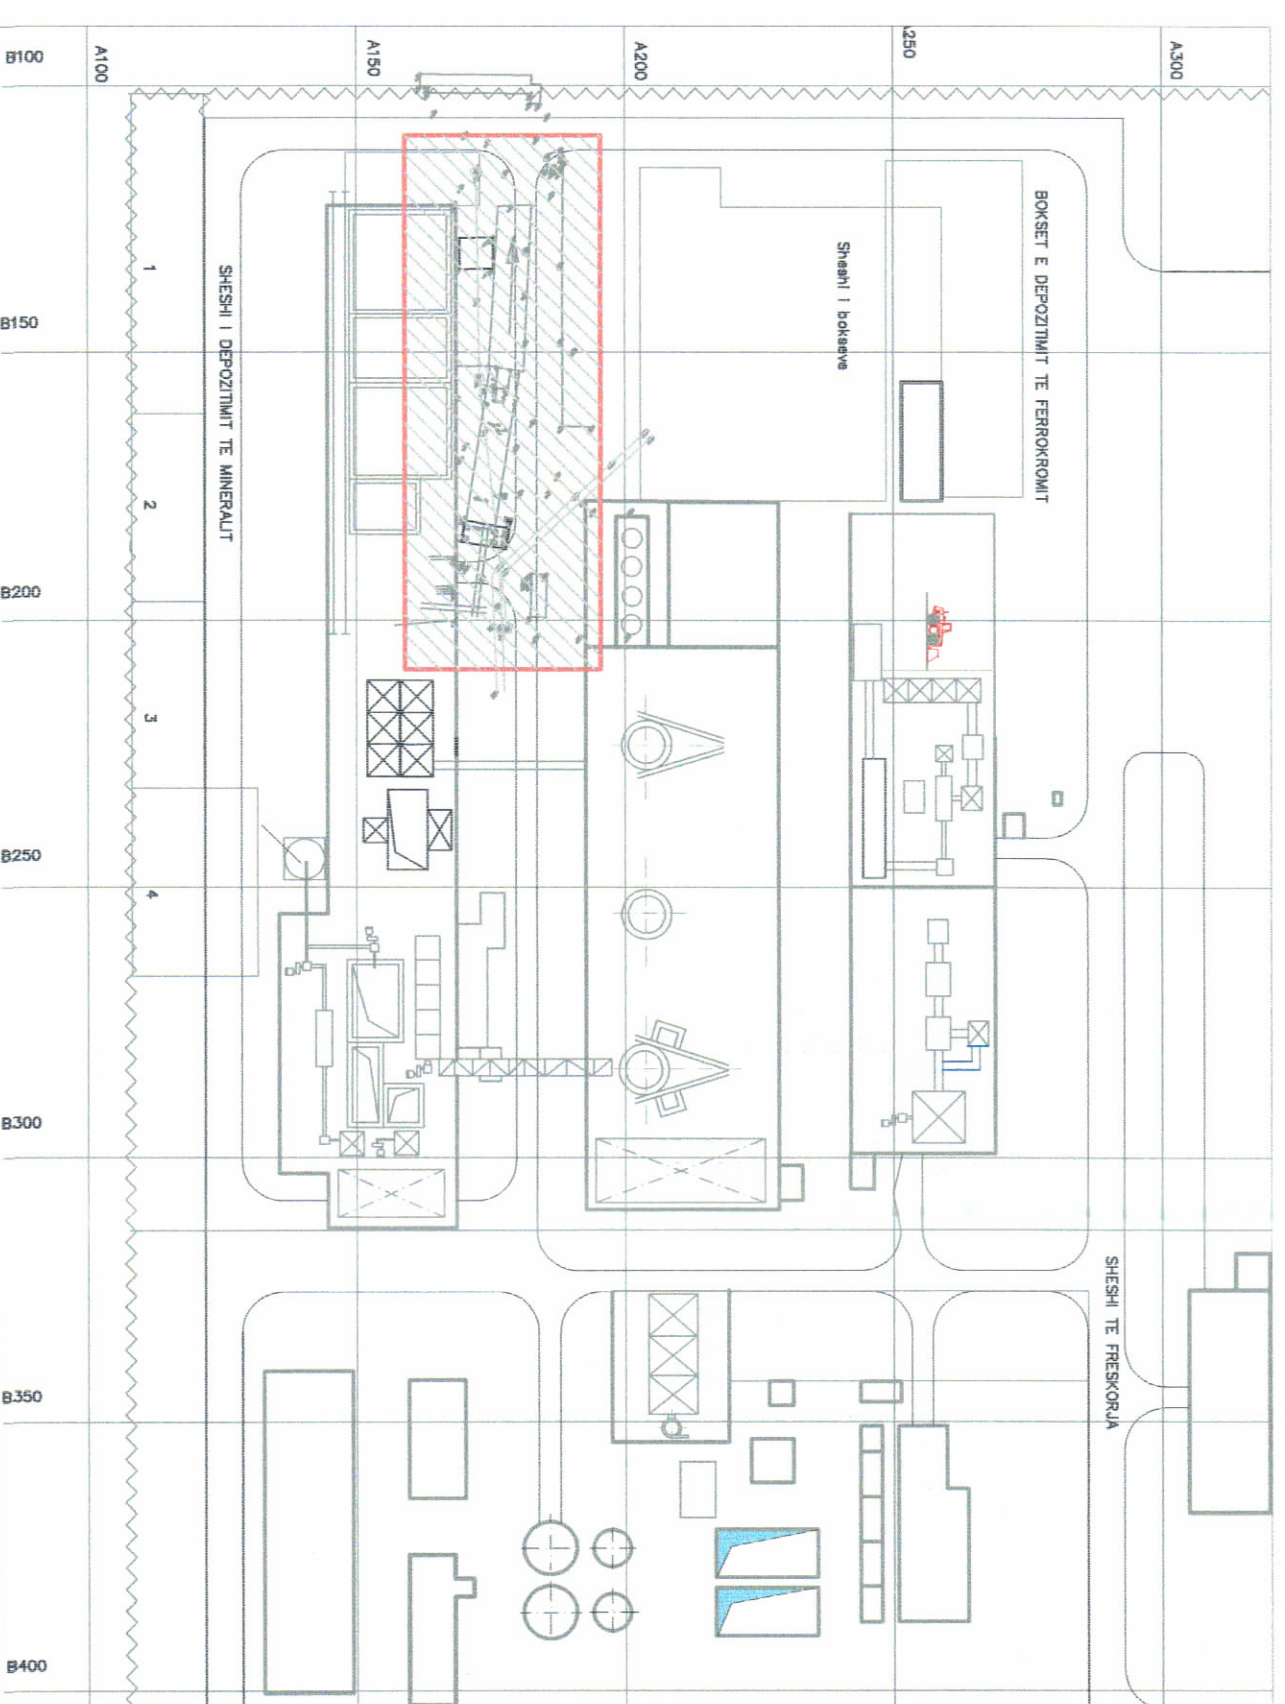 B100
A100
A150
A200
A250
A300
BOKSET E DEPOZITIMIT TE FERROKROMIT
Sheshi i bokseve
SHESHI I DEPOZITIMIT TE MINERALIT
1
B150
2
B200
3
B250
4
B300
SHESHI TE FRESKORJA
B350
B400